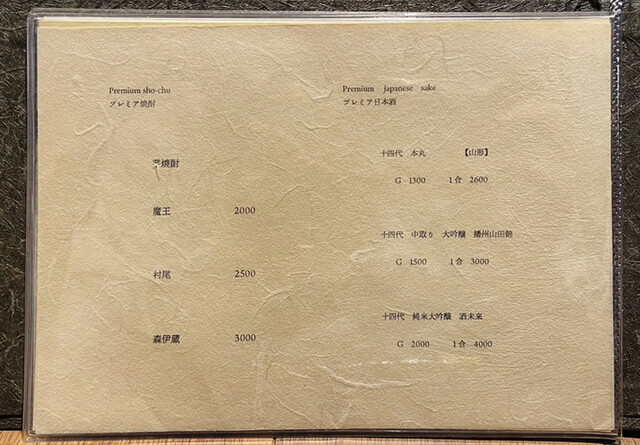 Premium sho-chu
プレミア焼酎
芋焼酎
魔王 2000
村尾 2500
森伊蔵 3000
Premium japanese sake
プレミア日本酒
十四代 本丸 【山形】
G 1300 1合 2600
十四代 中取り 大吟醸 播州山田錦
G 1500 1合 3000
十四代 純米大吟醸 酒未来
G 2000 1合 4000